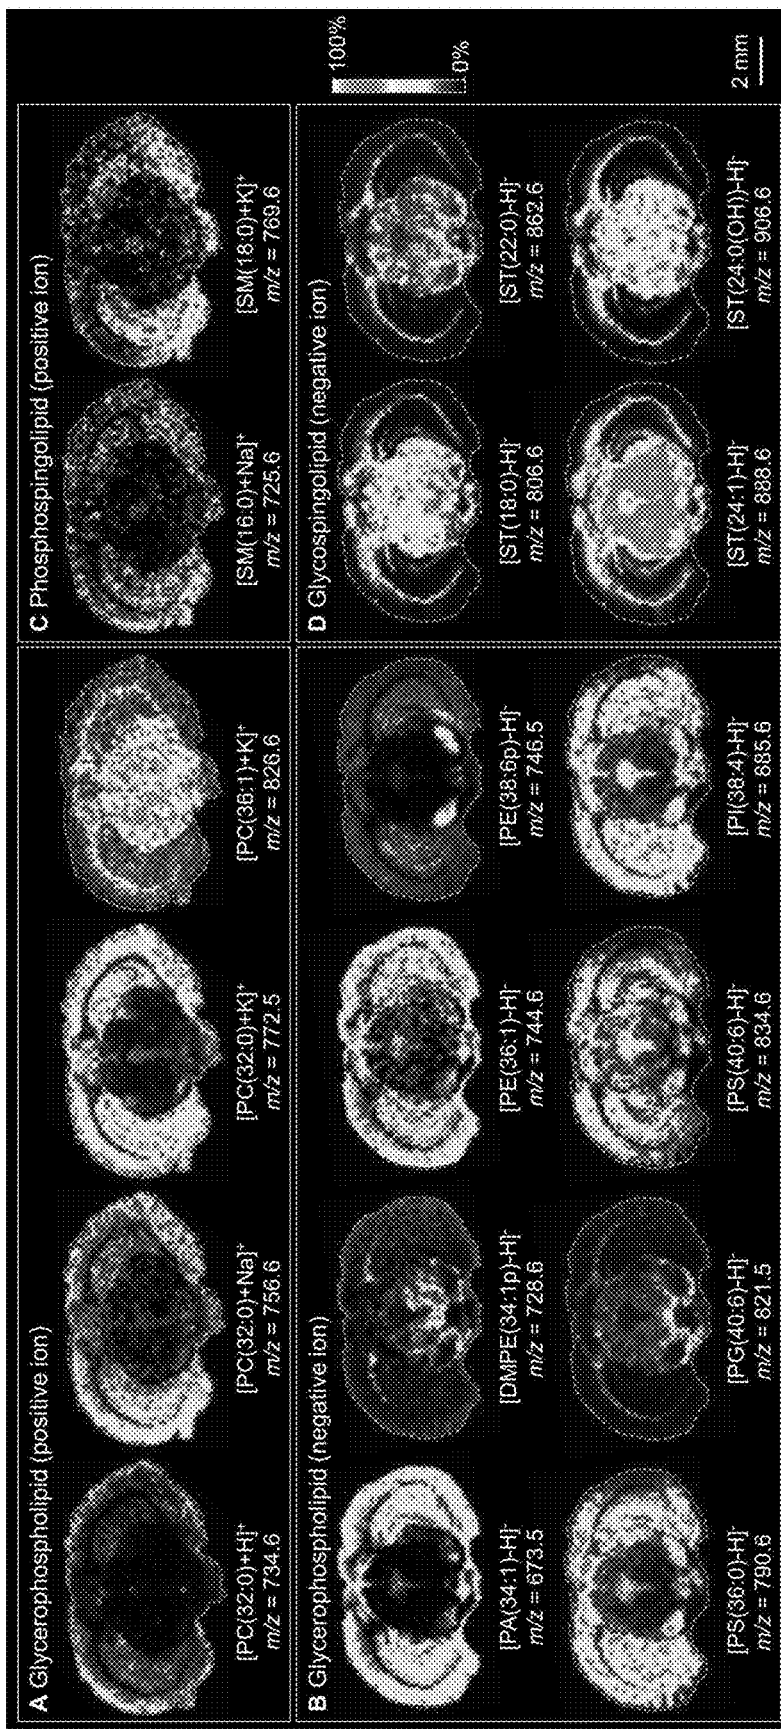 A Glycerophospholipid (positive ion)
[PC(32:0)+H]⁺
m/z = 734.6
[PC(32:0)+Na]⁺
m/z = 756.6
[PC(32:0)+K]⁺
m/z = 772.5
[PC(36:1)+K]⁺
m/z = 826.6
C Phosphospingolipid (positive ion)
[SM(16:0)+Na]⁺
m/z = 725.6
[SM(18:0)+K]⁺
m/z = 769.6
B Glycerophospholipid (negative ion)
[PA(34:1)-H]⁻
m/z = 673.5
[DMPE(34:1p)-H]⁻
m/z = 728.6
[PE(36:1)-H]⁻
m/z = 744.6
[PE(38:6p)-H]⁻
m/z = 746.5
[PS(36:0)-H]⁻
m/z = 790.6
[PG(40:6)-H]⁻
m/z = 821.5
[PS(40:6)-H]⁻
m/z = 834.6
[PI(38:4)-H]⁻
m/z = 885.6
D Glycospingolipid (negative ion)
[ST(18:0)-H]⁻
m/z = 806.6
[ST(22:0)-H]⁻
m/z = 862.6
[ST(24:1)-H]⁻
m/z = 888.6
[ST(24:0(OH))-H]⁻
m/z = 906.6
100%
0%
2 mm